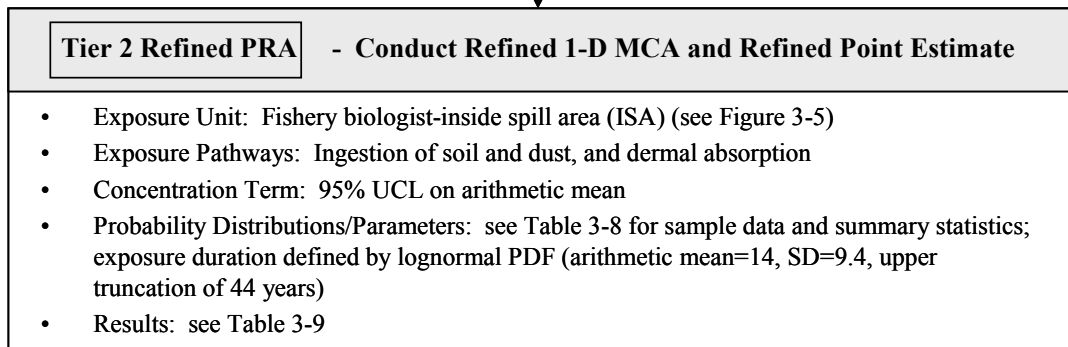 Tier 2 Refined PRA - Conduct Refined 1-D MCA and Refined Point Estimate
• Exposure Unit: Fishery biologist-inside spill area (ISA) (see Figure 3-5)
• Exposure Pathways: Ingestion of soil and dust, and dermal absorption
• Concentration Term: 95% UCL on arithmetic mean
• Probability Distributions/Parameters: see Table 3-8 for sample data and summary statistics;
exposure duration defined by lognormal PDF (arithmetic mean=14, SD=9.4, upper
truncation of 44 years)
• Results: see Table 3-9